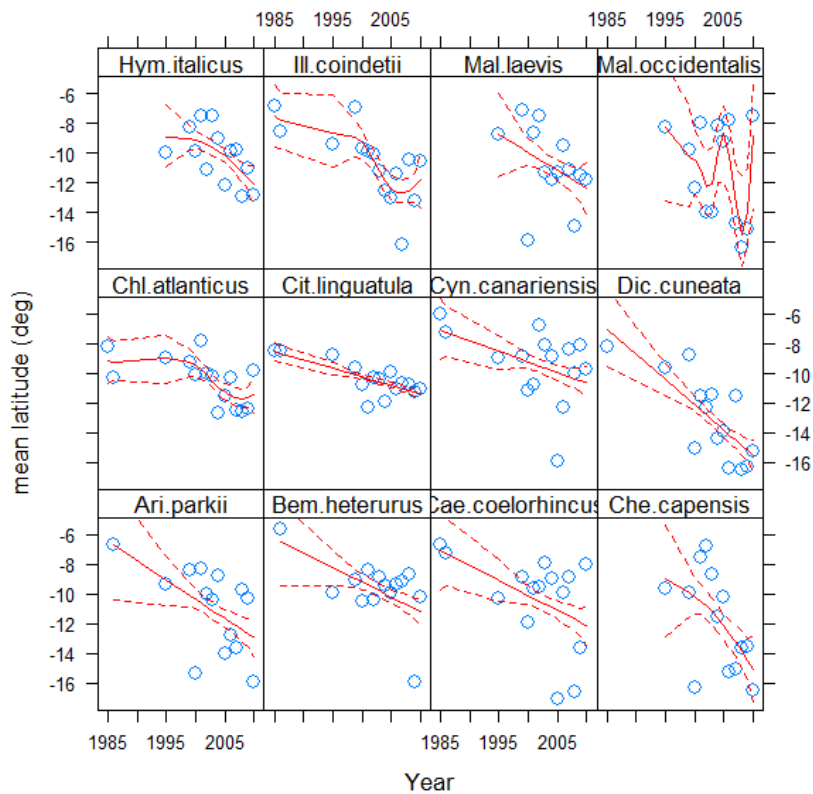 1985 1995 2005 1985 1995 2005
Hym.italicus Ill.coindetii Mal.laevis Mal.occidentalis
-6
-8
-10
-12
-14
-16
Chl.atlanticus Cit.linguatula Cyn.canariensis Dic.cuneata
-6
-8
-10
-12
-14
-16
mean latitude (deg)
Ari.parkii Bem.heterurus Cae.coelorhincus Che.capensis
-6
-8
-10
-12
-14
-16
1985 1995 2005 1985 1995 2005
Year